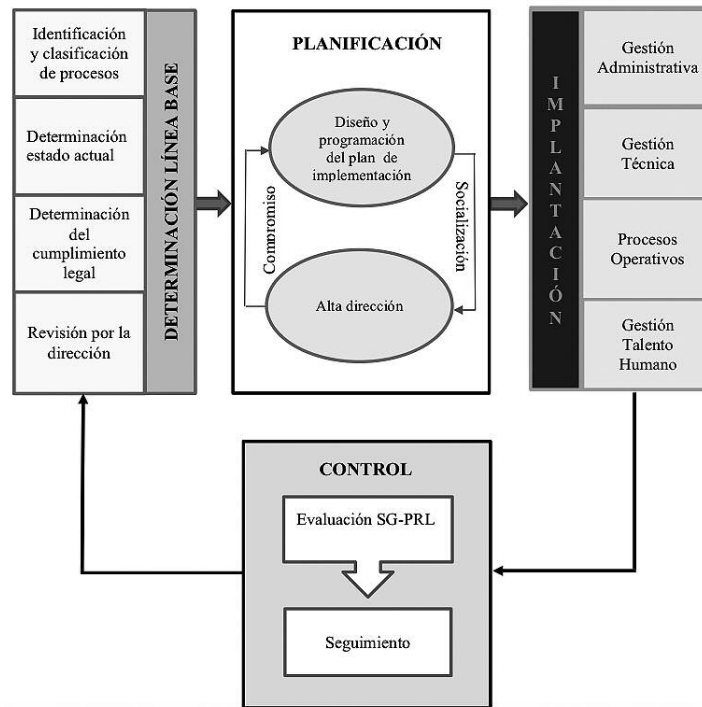 Identificación
y clasificación
de procesos
Determinación
estado actual
Determinación
del
cumplimiento
legal
Revisión por la
dirección
DETERMINACIÓN LÍNEA BASE
PLANIFICACIÓN
Diseño y
programación
del plan de
implementación
Compromiso
Socialización
Alta dirección
IMPLANTACIÓN
Gestión
Administrativa
Gestión
Técnica
Procesos
Operativos
Gestión
Talento
Humano
CONTROL
Evaluación SG-PRL
Seguimiento